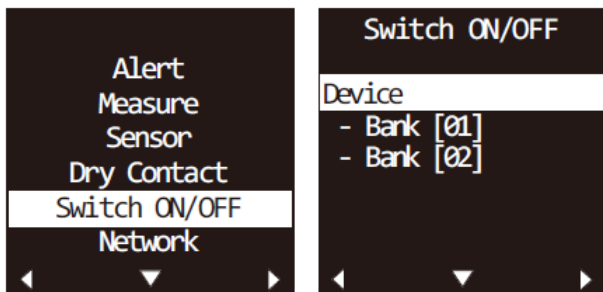 Alert
Measure
Sensor
Dry Contact
Switch ON/OFF
Network
Switch ON/OFF
Device
- Bank [01]
- Bank [02]